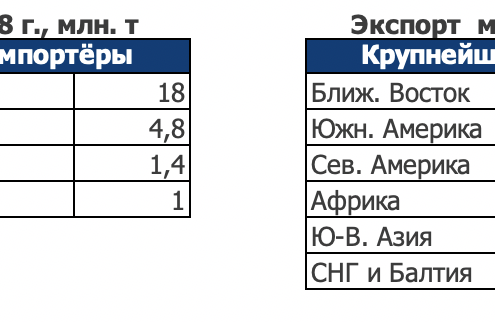 8 г., млн. т
мпортёры
18
4,8
1,4
1
Экспорт м
Крупнейш
Ближ. Восток
Южн. Америка
Сев. Америка
Африка
Ю-В. Азия
СНГ и Балтия